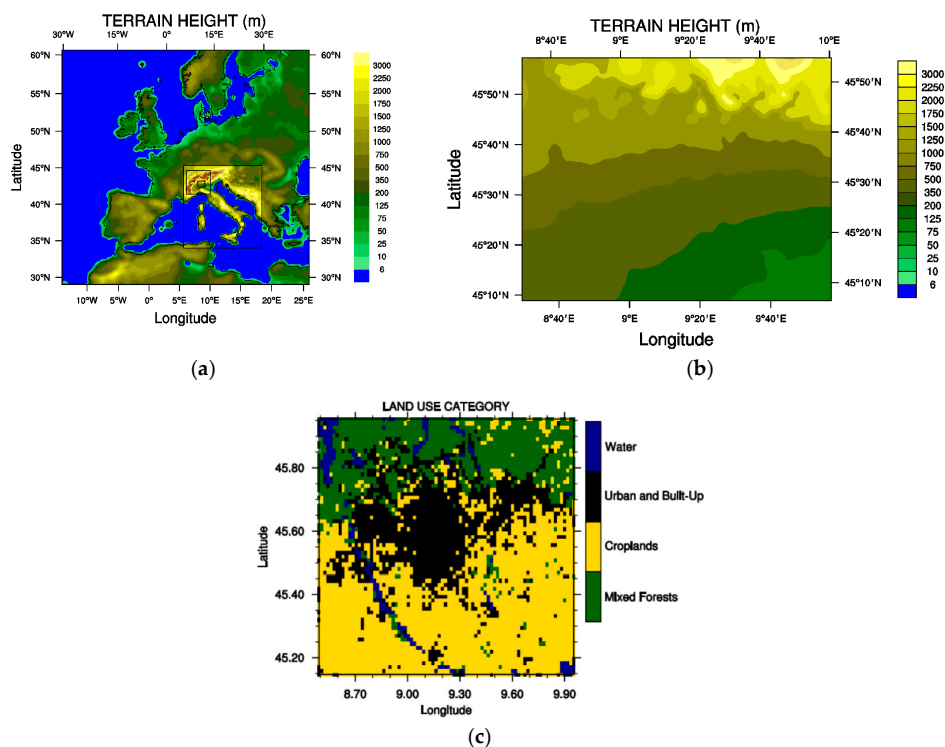 TERRAIN HEIGHT (m)
30°W 15°W 0° 15°E 30°E
60°N
55°N
50°N
45°N
40°N
35°N
30°N
Latitude
60°N
55°N
50°N
45°N
40°N
35°N
30°N
10°W 5°W 0° 5°E 10°E 15°E 20°E 25°E
Longitude
3000
2250
2000
1750
1500
1250
1000
750
500
350
200
125
75
50
25
10
6
(a)
TERRAIN HEIGHT (m)
8°40'E 9°E 9°20'E 9°40'E 10°E
45°50'N
45°40'N
45°30'N
45°20'N
45°10'N
Latitude
45°50'N
45°40'N
45°30'N
45°20'N
45°10'N
8°40'E 9°E 9°20'E 9°40'E
Longitude
3000
2250
2000
1750
1500
1250
1000
750
500
350
200
125
75
50
25
10
6
(b)
LAND USE CATEGORY
45.80
45.60
45.40
45.20
Latitude
8.70 9.00 9.30 9.60 9.90
Longitude
Water
Urban and Built-Up
Croplands
Mixed Forests
(c)